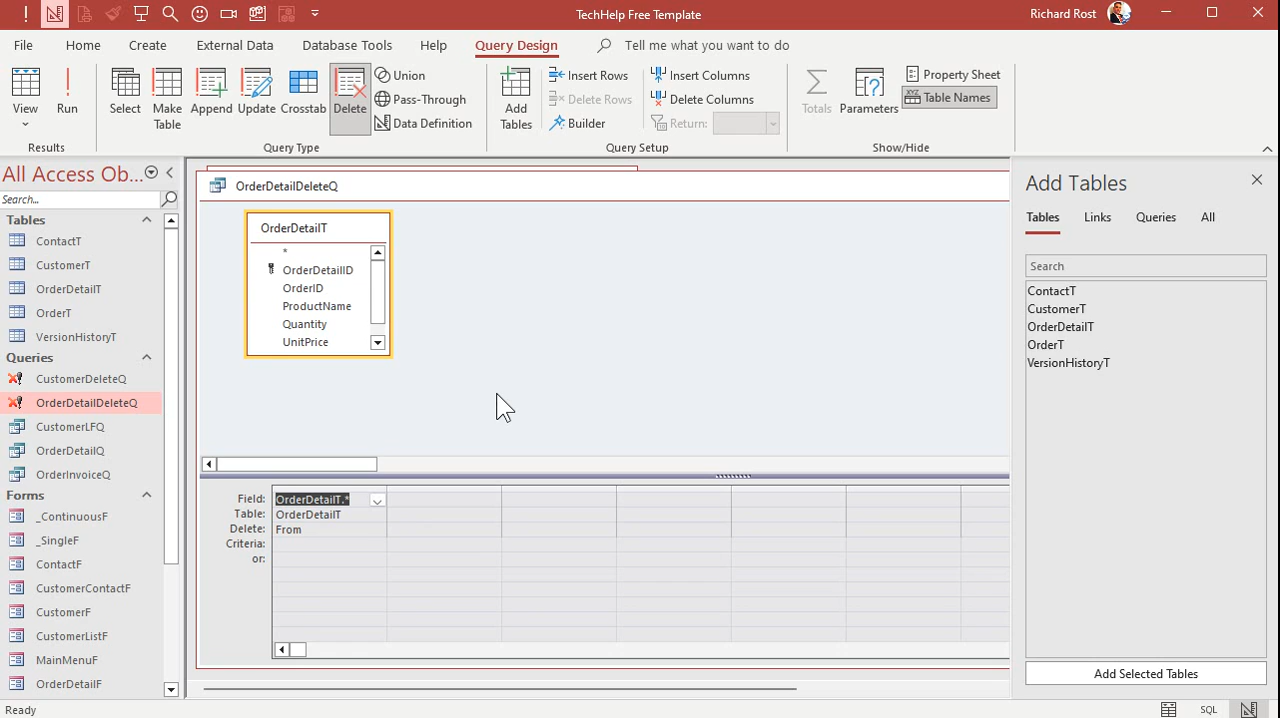 TechHelp Free Template
Richard Rost
File Home Create External Data Database Tools Help Query Design Tell me what you want to do
View
Run
Results
Select
Make
Table
Append
Update
Crosstab
Delete
Union
Pass-Through
Data Definition
Query Type
Add
Tables
Insert Rows
Delete Rows
Builder
Insert Columns
Delete Columns
Return:
Query Setup
Totals
Parameters
Property Sheet
XYZ
Table Names
Show/Hide
All Access Ob...
Search...
Tables
ContactT
CustomerT
OrderDetailT
OrderT
VersionHistoryT
Queries
CustomerDeleteQ
OrderDetailDeleteQ
CustomerLFQ
OrderDetailQ
OrderInvoiceQ
Forms
_ContinuousF
_SingleF
ContactF
CustomerContactF
CustomerF
CustomerListF
MainMenuF
OrderDetailF
OrderDetailDeleteQ
OrderDetailT
*
OrderDetailID
OrderID
ProductName
Quantity
UnitPrice
Field: OrderDetailT.*
Table: OrderDetailT
Delete: From
Criteria:
or:
Add Tables
Tables Links Queries All
Search
ContactT
CustomerT
OrderDetailT
OrderT
VersionHistoryT
Add Selected Tables
Ready
SQL